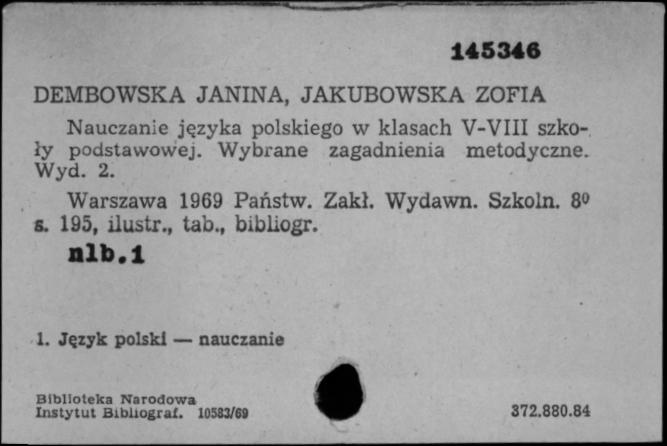 145346
DEMBOWSKA JANINA, JAKUBOWSKA ZOFIA
Nauczanie języka polskiego w klasach V-VIII szko-
ły podstawowej. Wybrane zagadnienia metodyczne.
Wyd. 2.
Warszawa 1969 Państw. Zakł. Wydawn. Szkoln. 8⁰
s. 195, ilustr., tab., bibliogr.
nlb.1
1. Język polski — nauczanie
Biblioteka Narodowa
Instytut Bibliograf. 10583/69
372.880.84